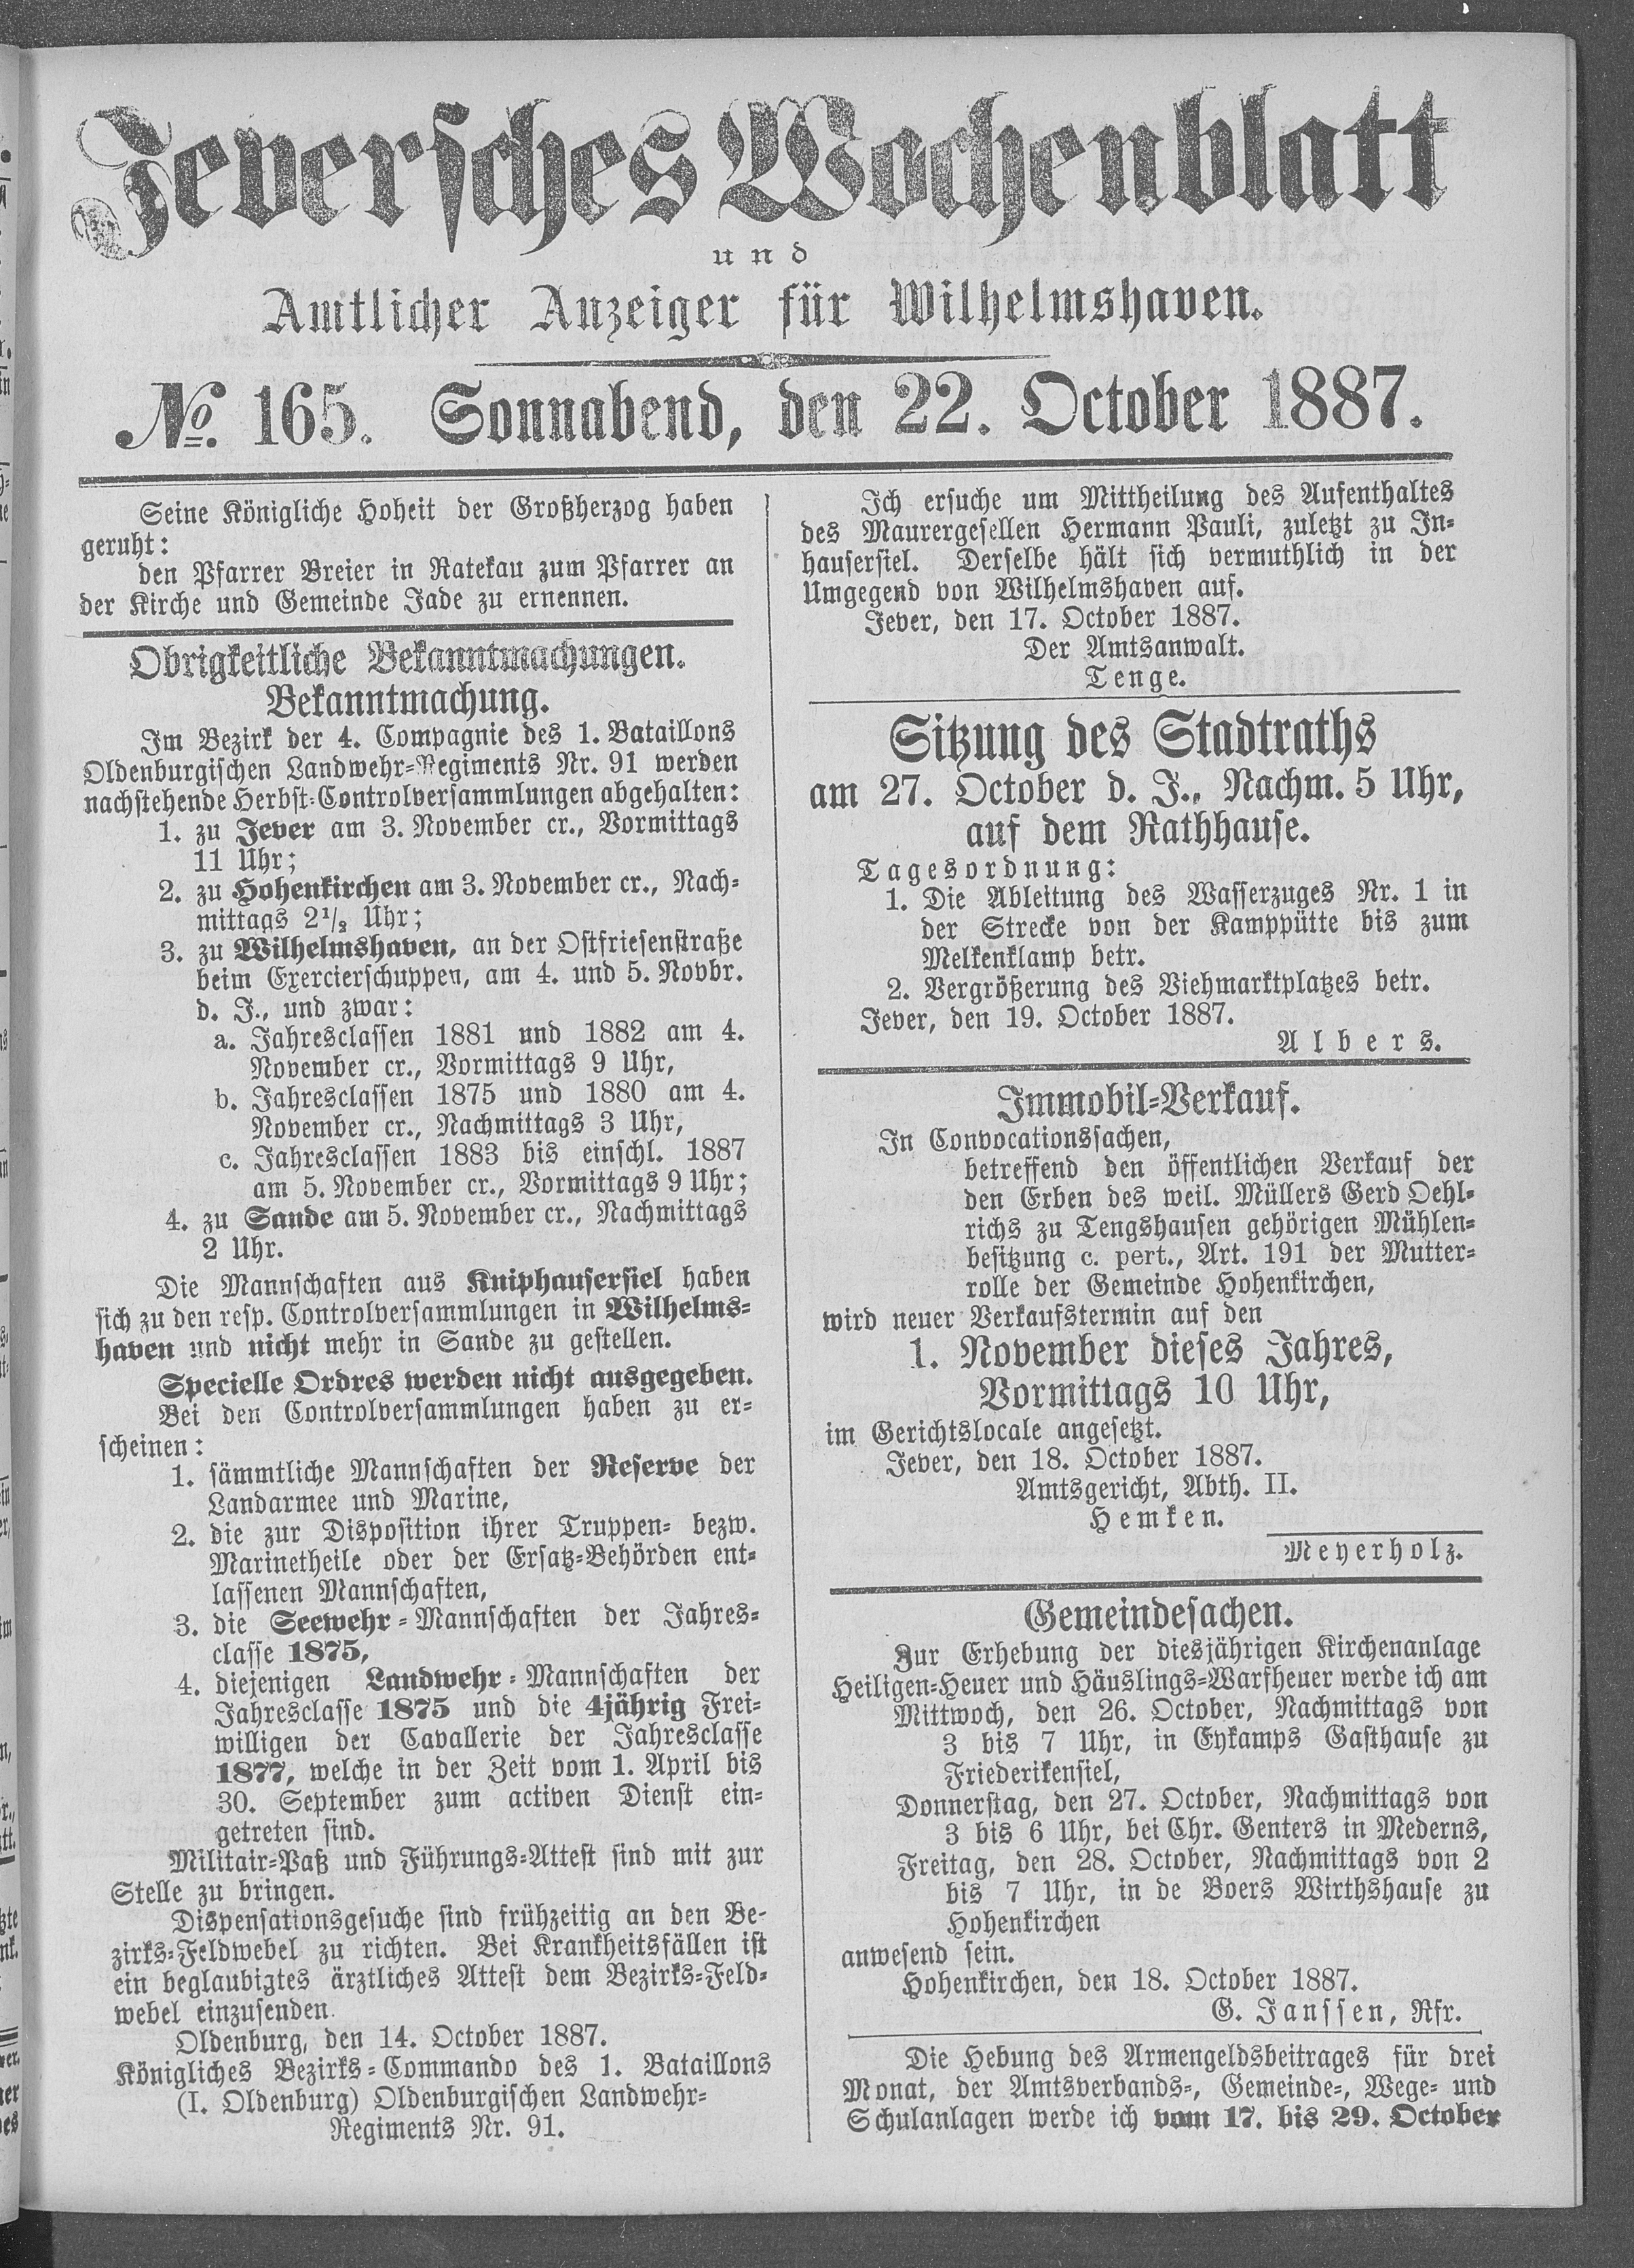 Jeversches Wochenblatt
und
Amtlicher Anzeiger für Wilhelmshaven.
No. 165. Sonnabend, den 22. October 1887.
Seine Königliche Hoheit der Großherzog haben
geruht:
den Pfarrer Breier in Ratekau zum Pfarrer an
der Kirche und Gemeinde Jade zu ernennen.
Obrigkeitliche Bekanntmachungen.
Bekanntmachung.
Im Bezirk der 4. Compagnie des 1. Bataillons
Oldenburgischen Landwehr-Regiments Nr. 91 werden
nachstehende Herbst-Controlversammlungen abgehalten:
1. zu Jever am 3. November cr., Vormittags
11 Uhr;
2. zu Hohenkirchen am 3. November cr., Nach-
mittags 2½ Uhr;
3. zu Wilhelmshaven, an der Ostfriesenstraße
beim Exercierschuppen, am 4. und 5. Novbr.
d. J., und zwar:
a. Jahresclassen 1881 und 1882 am 4.
November cr., Vormittags 9 Uhr,
b. Jahresclassen 1875 und 1880 am 4.
November cr., Nachmittags 3 Uhr,
c. Jahresclassen 1883 bis einschl. 1887
am 5. November cr., Vormittags 9 Uhr;
4. zu Sande am 5. November cr., Nachmittags
2 Uhr.
Die Mannschaften aus Kniphausersiel haben
sich zu den resp. Controlversammlungen in Wilhelms-
haven und nicht mehr in Sande zu gestellen.
Specielle Ordres werden nicht ausgegeben.
Bei den Controlversammlungen haben zu er-
scheinen:
1. sämmtliche Mannschaften der Reserve der
Landarmee und Marine,
2. die zur Disposition ihrer Truppen- bezw.
Marinetheile oder der Ersatz-Behörden ent-
lassenen Mannschaften,
3. die Seewehr-Mannschaften der Jahres-
classe 1875,
4. diejenigen Landwehr-Mannschaften der
Jahresclasse 1875 und die 4jährig Frei-
willigen der Cavallerie der Jahresclasse
1877, welche in der Zeit vom 1. April bis
30. September zum activen Dienst ein-
getreten sind.
Militair-Paß und Führungs-Attest sind mit zur
Stelle zu bringen.
Dispensationsgesuche sind frühzeitig an den Be-
zirks-Feldwebel zu richten. Bei Krankheitsfällen ist
ein beglaubigtes ärztliches Attest dem Bezirks-Feld-
webel einzusenden.
Oldenburg, den 14. October 1887.
Königliches Bezirks-Commando des 1. Bataillons
(I. Oldenburg) Oldenburgischen Landwehr-
Regiments Nr. 91.
Ich ersuche um Mittheilung des Aufenthaltes
des Maurergesellen Hermann Pauli, zuletzt zu In-
hausersiel. Derselbe hält sich vermuthlich in der
Umgegend von Wilhelmshaven auf.
Jever, den 17. October 1887.
Der Amtsanwalt.
Tenge.
Sitzung des Stadtraths
am 27. October d. J., Nachm. 5 Uhr,
auf dem Rathhause.
Tagesordnung:
1. Die Ableitung des Wasserzuges Nr. 1 in
der Strecke von der Kamppütte bis zum
Melkenklamp betr.
2. Vergrößerung des Viehmarktplatzes betr.
Jever, den 19. October 1887.
Albers.
Immobil-Verkauf.
In Convocationssachen,
betreffend den öffentlichen Verkauf der
den Erben des weil. Müllers Gerd Oehl-
richs zu Tengshausen gehörigen Mühlen-
besitzung c. pert., Art. 191 der Mutter-
rolle der Gemeinde Hohenkirchen,
wird neuer Verkaufstermin auf den
1. November dieses Jahres,
Vormittags 10 Uhr,
im Gerichtslocale angesetzt.
Jever, den 18. October 1887.
Amtsgericht, Abth. II.
Hemken.
Meyerholz.
Gemeindesachen.
Zur Erhebung der diesjährigen Kirchenanlage
Heiligen-Heuer und Häuslings-Warfheuer werde ich am
Mittwoch, den 26. October, Nachmittags von
3 bis 7 Uhr, in Eykamps Gasthause zu
Friederikensiel,
Donnerstag, den 27. October, Nachmittags von
3 bis 6 Uhr, bei Chr. Genters in Mederns,
Freitag, den 28. October, Nachmittags von 2
bis 7 Uhr, in de Boers Wirthshause zu
Hohenkirchen
anwesend sein.
Hohenkirchen, den 18. October 1887.
G. Janssen, Rfr.
Die Hebung des Armengeldsbeitrages für drei
Monat, der Amtsverbands-, Gemeinde-, Wege- und
Schulanlagen werde ich vom 17. bis 29. October